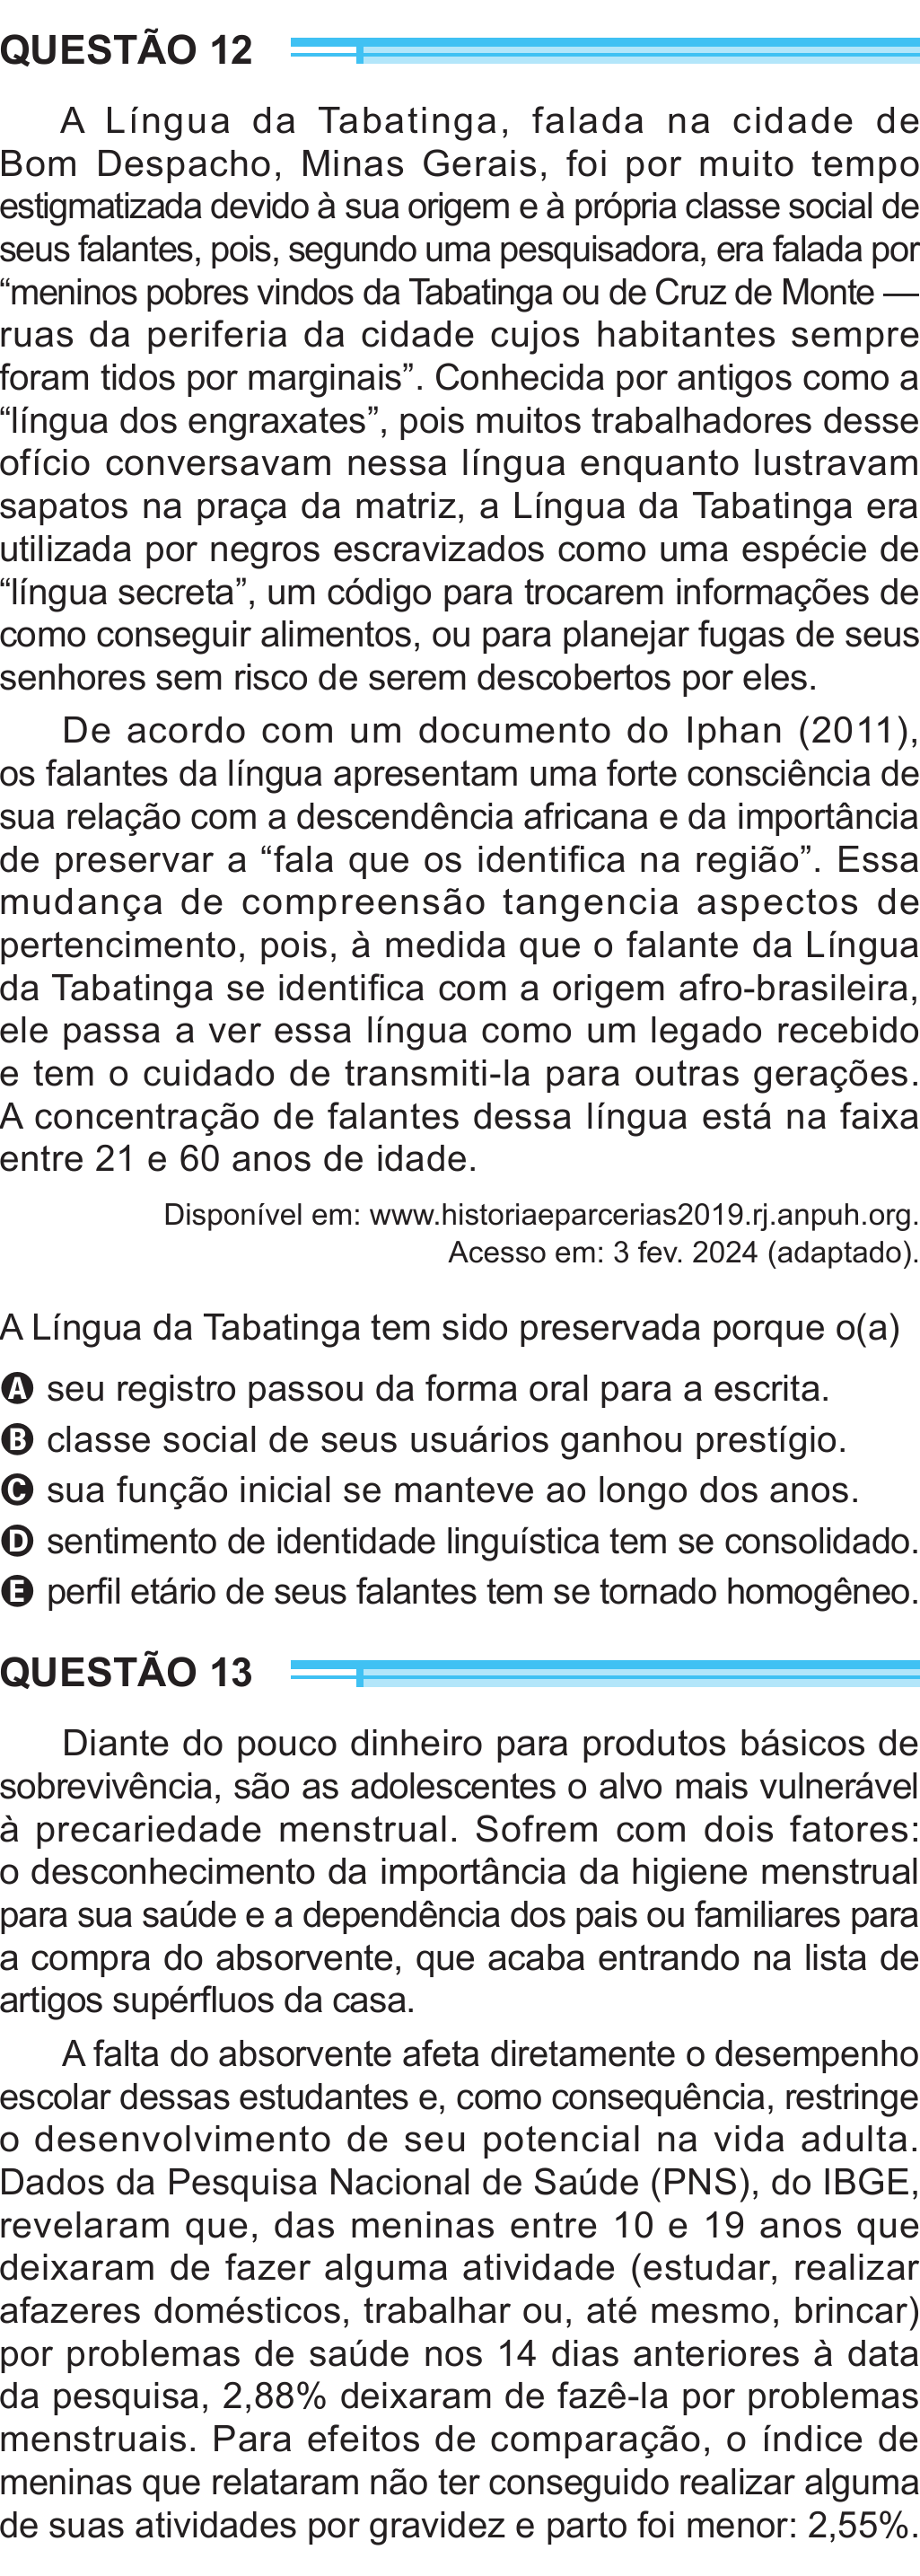 QUESTÃO 12
A Língua da Tabatinga, falada na cidade de
Bom Despacho, Minas Gerais, foi por muito tempo
estigmatizada devido à sua origem e à própria classe social de
seus falantes, pois, segundo uma pesquisadora, era falada por
“meninos pobres vindos da Tabatinga ou de Cruz de Monte —
ruas da periferia da cidade cujos habitantes sempre
foram tidos por marginais”. Conhecida por antigos como a
“língua dos engraxates”, pois muitos trabalhadores desse
ofício conversavam nessa língua enquanto lustravam
sapatos na praça da matriz, a Língua da Tabatinga era
utilizada por negros escravizados como uma espécie de
“língua secreta”, um código para trocarem informações de
como conseguir alimentos, ou para planejar fugas de seus
senhores sem risco de serem descobertos por eles.
De acordo com um documento do Iphan (2011),
os falantes da língua apresentam uma forte consciência de
sua relação com a descendência africana e da importância
de preservar a “fala que os identifica na região”. Essa
mudança de compreensão tangencia aspectos de
pertencimento, pois, à medida que o falante da Língua
da Tabatinga se identifica com a origem afro-brasileira,
ele passa a ver essa língua como um legado recebido
e tem o cuidado de transmiti-la para outras gerações.
A concentração de falantes dessa língua está na faixa
entre 21 e 60 anos de idade.
Disponível em: www.historiaeparcerias2019.rj.anpuh.org.
Acesso em: 3 fev. 2024 (adaptado).
A Língua da Tabatinga tem sido preservada porque o(a)
A seu registro passou da forma oral para a escrita.
B classe social de seus usuários ganhou prestígio.
C sua função inicial se manteve ao longo dos anos.
D sentimento de identidade linguística tem se consolidado.
E perfil etário de seus falantes tem se tornado homogêneo.
QUESTÃO 13
Diante do pouco dinheiro para produtos básicos de
sobrevivência, são as adolescentes o alvo mais vulnerável
à precariedade menstrual. Sofrem com dois fatores:
o desconhecimento da importância da higiene menstrual
para sua saúde e a dependência dos pais ou familiares para
a compra do absorvente, que acaba entrando na lista de
artigos supérfluos da casa.
A falta do absorvente afeta diretamente o desempenho
escolar dessas estudantes e, como consequência, restringe
o desenvolvimento de seu potencial na vida adulta.
Dados da Pesquisa Nacional de Saúde (PNS), do IBGE,
revelaram que, das meninas entre 10 e 19 anos que
deixaram de fazer alguma atividade (estudar, realizar
afazeres domésticos, trabalhar ou, até mesmo, brincar)
por problemas de saúde nos 14 dias anteriores à data
da pesquisa, 2,88% deixaram de fazê-la por problemas
menstruais. Para efeitos de comparação, o índice de
meninas que relataram não ter conseguido realizar alguma
de suas atividades por gravidez e parto foi menor: 2,55%.